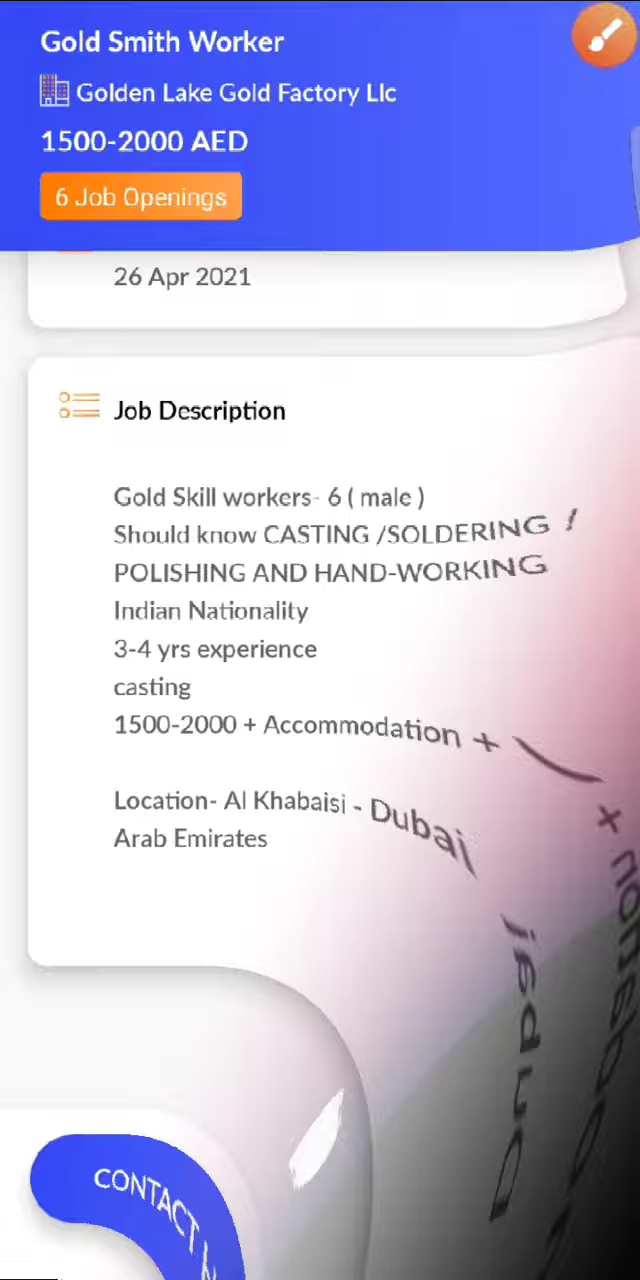 Gold Smith Worker
Golden Lake Gold Factory Llc
1500-2000 AED
6 Job Openings
26 Apr 2021
Job Description
Gold Skill workers- 6 ( male )
Should know CASTING /SOLDERING /
POLISHING AND HAND-WORKING
Indian Nationality
3-4 yrs experience
casting
1500-2000 + Accommodation +
Location- Al Khabaisi - Dubai
Arab Emirates
Dubai
CONTACT